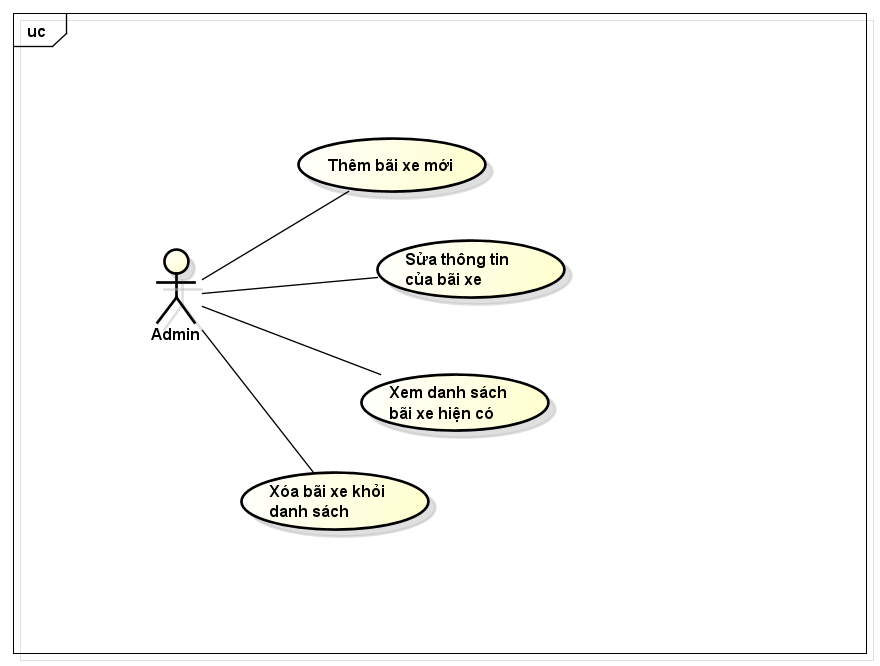 uc
Thêm bãi xe mới
Sửa thông tin
của bãi xe
Admin
Xem danh sách
bãi xe hiện có
Xóa bãi xe khỏi
danh sách